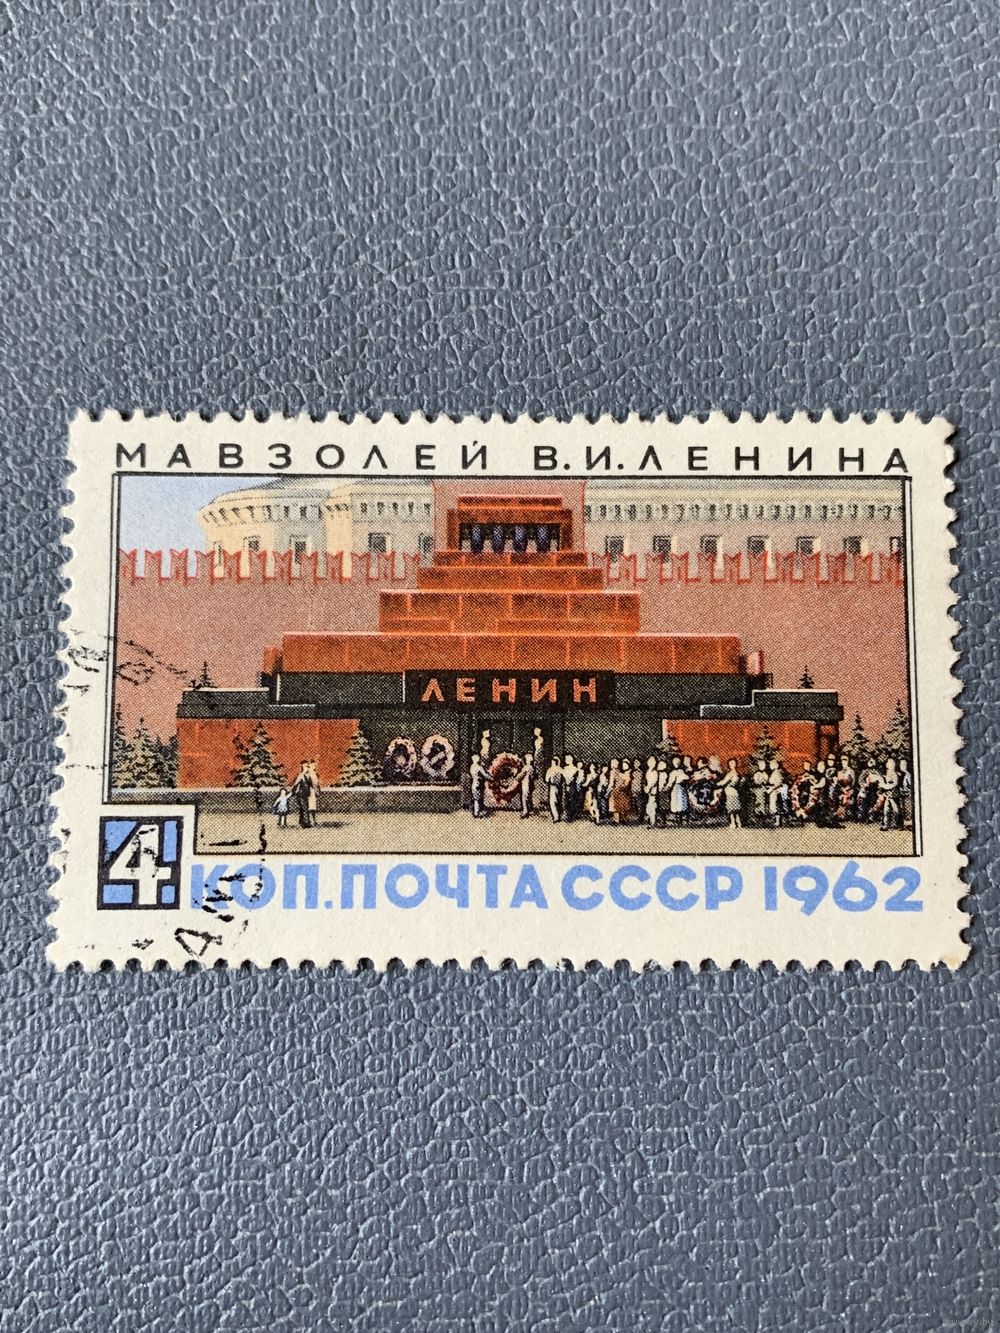 МАВЗОЛЕЙ В.И.ЛЕНИНА
ЛЕНИН
4 КОП. ПОЧТА СССР 1962